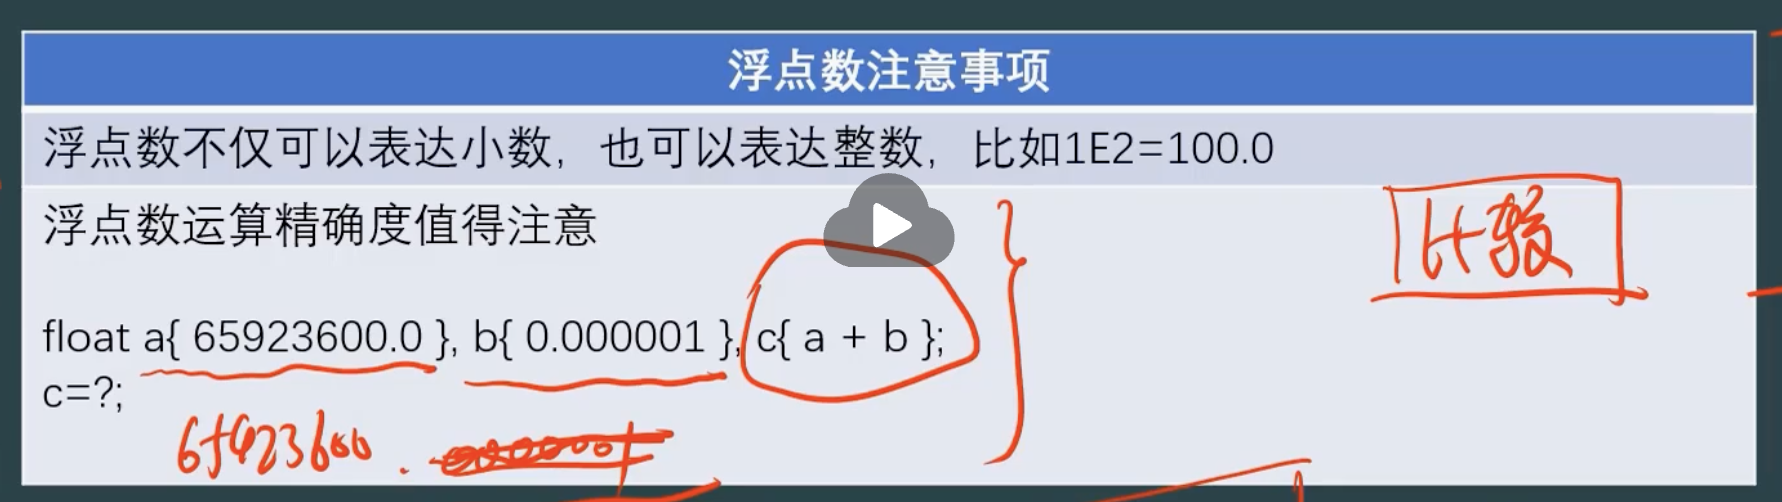 浮点数注意事项
浮点数不仅可以表达小数，也可以表达整数，比如1E2=100.0
浮点数运算精确度值得注意
比较
float a{ 65923600.0 }, b{ 0.000001 }, c{ a + b };
c=?;
65923600.